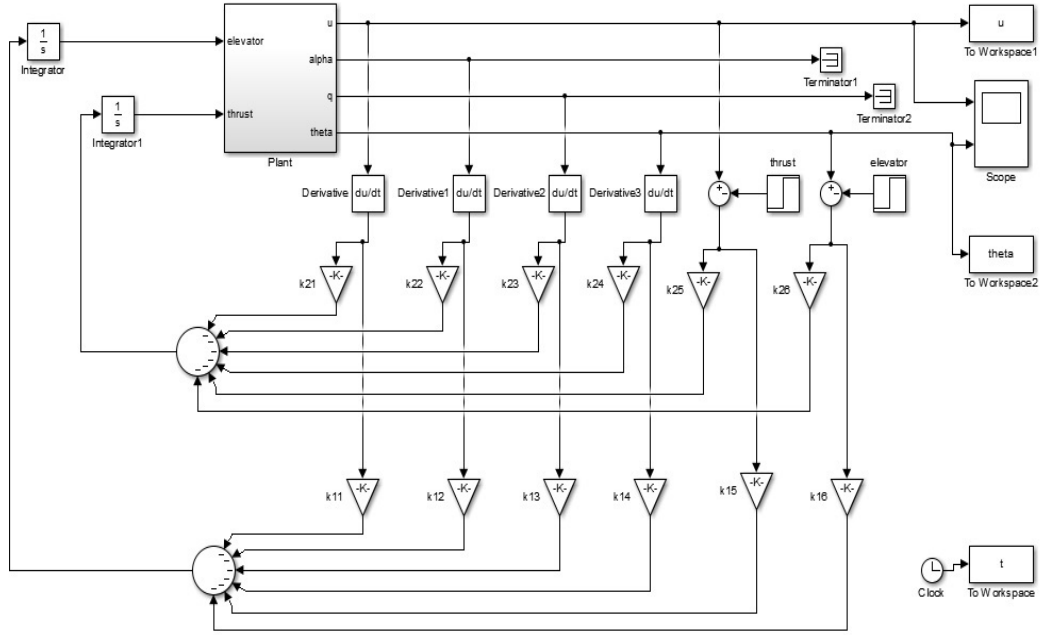 u
To Workspace1
1
s
Integrator
elevator
thrust
u
alpha
q
theta
Plant
Terminator1
Terminator2
1
s
Integrator1
Scope
Derivative
du/dt
Derivative1
du/dt
Derivative2
du/dt
Derivative3
du/dt
thrust
elevator
theta
To Workspace2
k21
-K-
k22
-K-
k23
-K-
k24
-K-
k25
-K-
k26
-K-
k11
-K-
k12
-K-
k13
-K-
k14
-K-
k15
-K-
k16
-K-
Clock
t
To Workspace